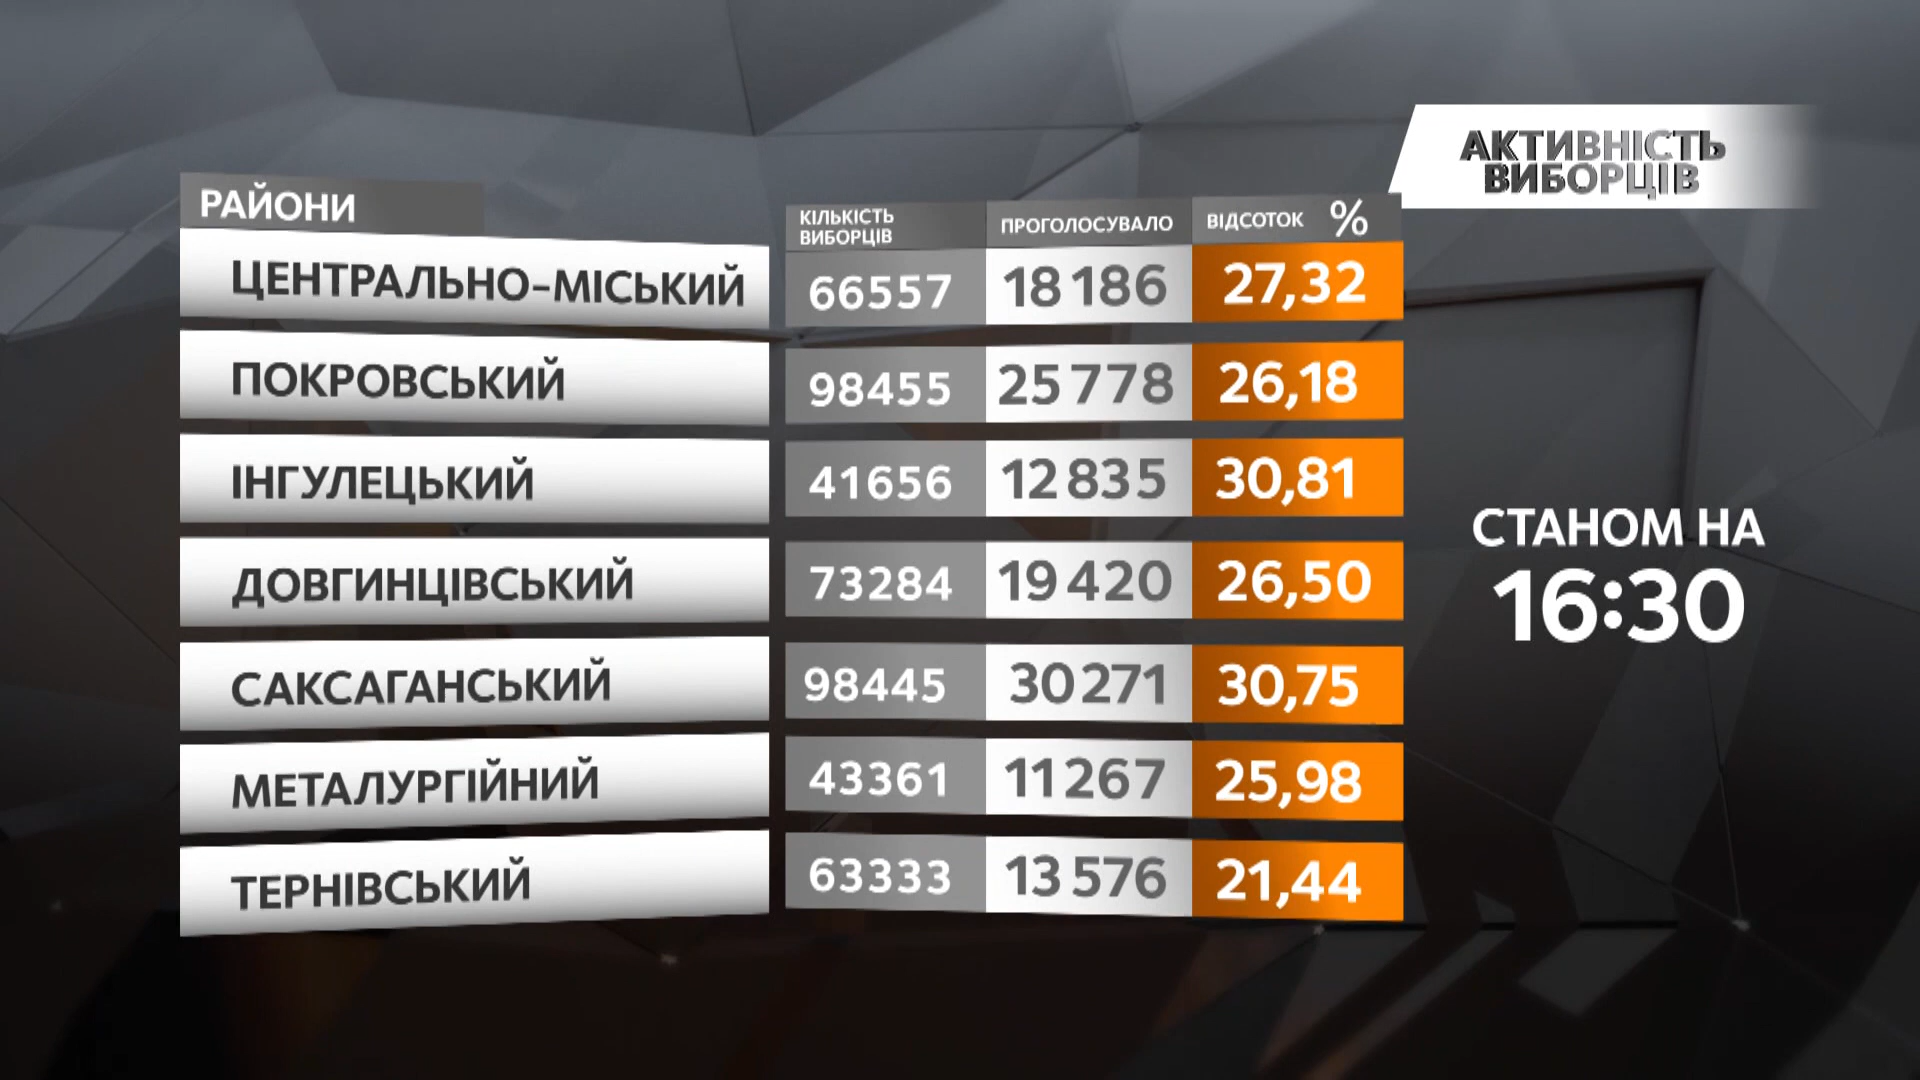 АКТИВНІСТЬ
ВИБОРЦІВ
РАЙОНИ КІЛЬКІСТЬ ВИБОРЦІВ ПРОГОЛОСУВАЛО ВІДСОТОК %
ЦЕНТРАЛЬНО-МІСЬКИЙ 66557 18 186 27,32
ПОКРОВСЬКИЙ 98455 25 778 26,18
ІНГУЛЕЦЬКИЙ 41656 12 835 30,81
ДОВГИНЦІВСЬКИЙ 73284 19 420 26,50
САКСАГАНСЬКИЙ 98445 30 271 30,75
МЕТАЛУРГІЙНИЙ 43361 11 267 25,98
ТЕРНІВСЬКИЙ 63333 13 576 21,44
СТАНОМ НА
16:30